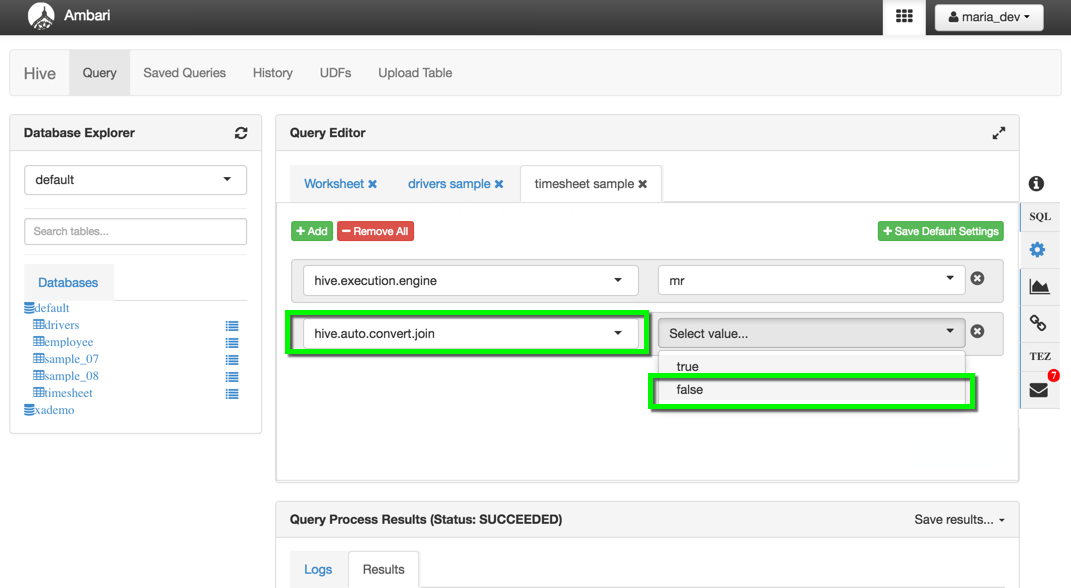 Ambari
maria_dev
Hive Query Saved Queries History UDFs Upload Table
Database Explorer
default
Search tables...
Databases
default
drivers
employee
sample_07
sample_08
timesheet
xademo
Query Editor
Worksheet drivers sample timesheet sample
Add Remove All Save Default Settings
hive.execution.engine mr
hive.auto.convert.join Select value...
true
false
SQL
TEZ
7
Query Process Results (Status: SUCCEEDED) Save results...
Logs Results